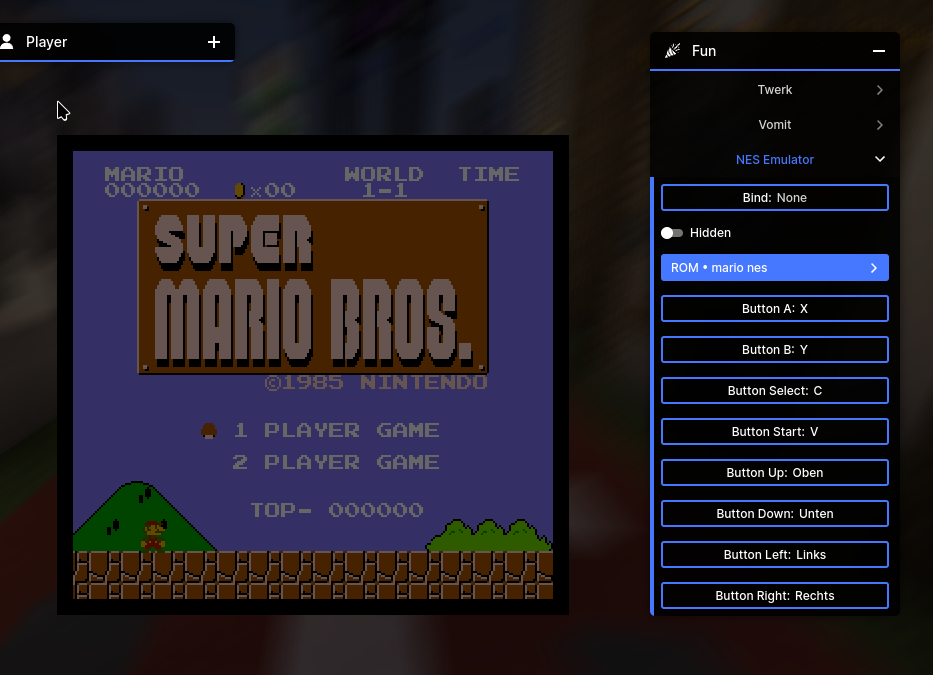 Player
MARIO WORLD TIME
000000 x00 1-1
SUPER
MARIO BROS.
©1985 NINTENDO
1 PLAYER GAME
2 PLAYER GAME
TOP- 000000
Fun
Twerk
Vomit
NES Emulator
Bind: None
Hidden
ROM • mario nes
Button A: X
Button B: Y
Button Select: C
Button Start: V
Button Up: Oben
Button Down: Unten
Button Left: Links
Button Right: Rechts